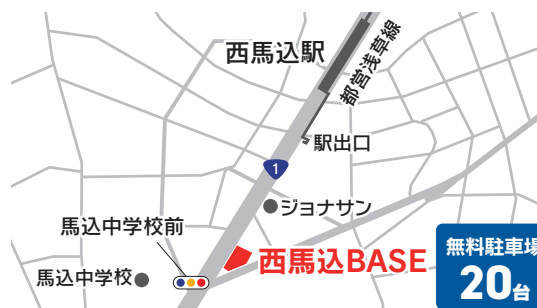 西馬込駅
都営浅草線
駅出口
1
ジョナサン
馬込中学校前
西馬込BASE
馬込中学校
無料駐車場
20台